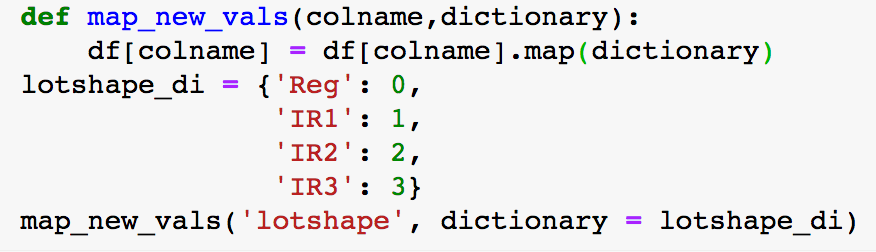 def map_new_vals(colname,dictionary):
    df[colname] = df[colname].map(dictionary)
lotshape_di = {'Reg': 0,
               'IR1': 1,
               'IR2': 2,
               'IR3': 3}
map_new_vals('lotshape', dictionary = lotshape_di)